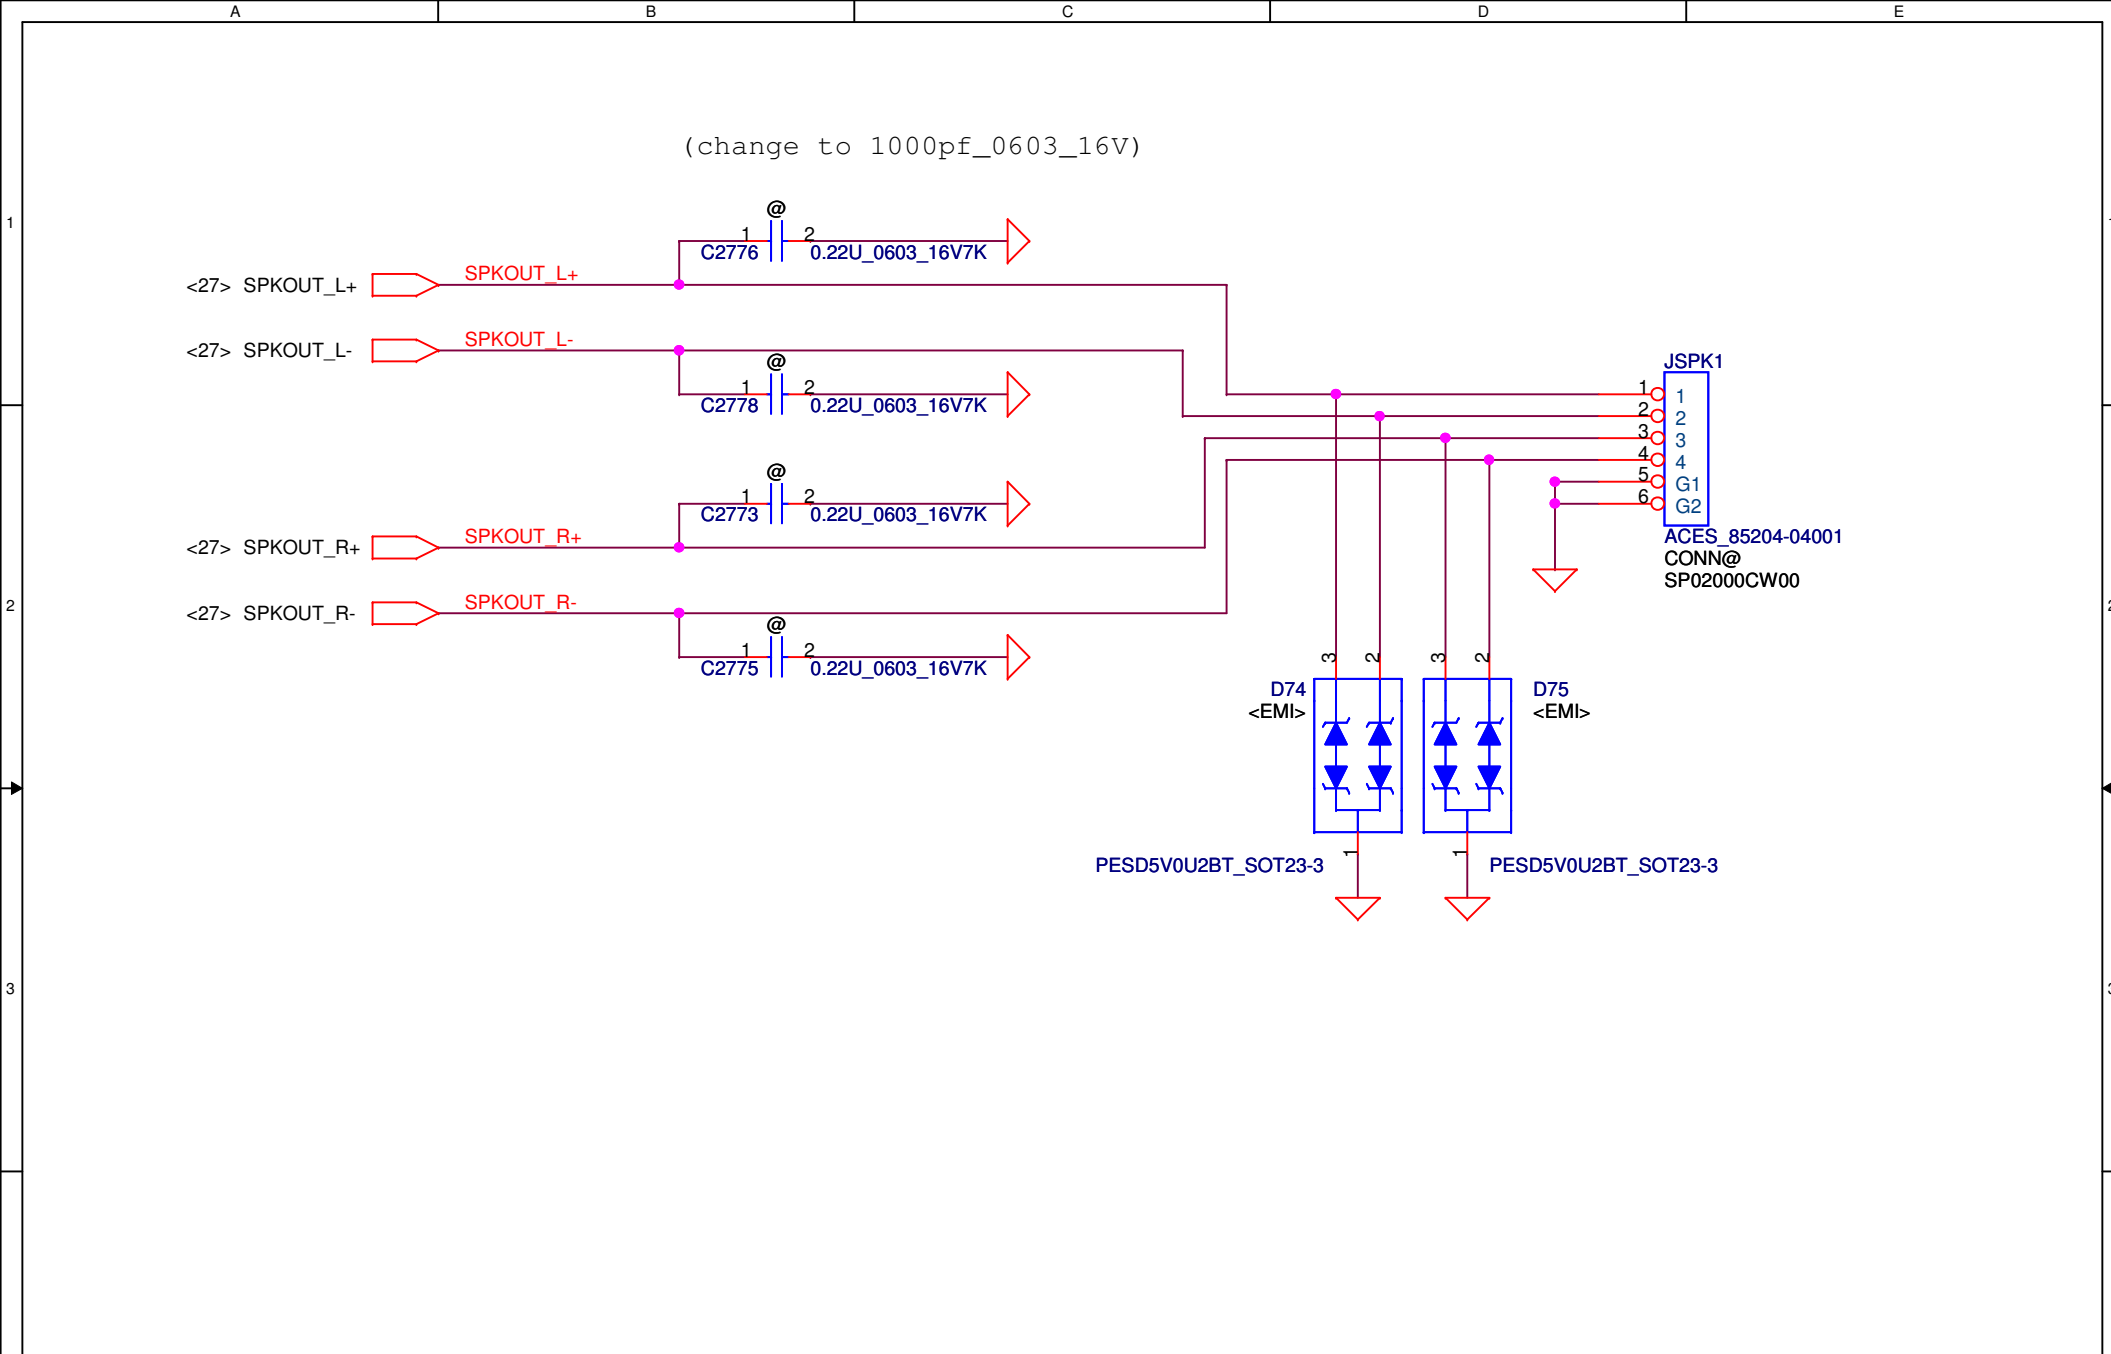 A B C D E
(change to 1000pf_0603_16V)
1
@
1 2
C2776 0.22U_0603_16V7K
<27> SPKOUT_L+ SPKOUT_L+
<27> SPKOUT_L- SPKOUT_L-
@
1 2
C2778 0.22U_0603_16V7K
JSPK1
1 1
2 2
3 3
4 4
5 G1
6 G2
ACES_85204-04001
CONN@
SP02000CW00
@
1 2
C2773 0.22U_0603_16V7K
<27> SPKOUT_R+ SPKOUT_R+
2
<27> SPKOUT_R- SPKOUT_R-
@
1 2
C2775 0.22U_0603_16V7K
3 2 3 2
D74 D75
<EMI> <EMI>
1 1
PESD5V0U2BT_SOT23-3 PESD5V0U2BT_SOT23-3
3